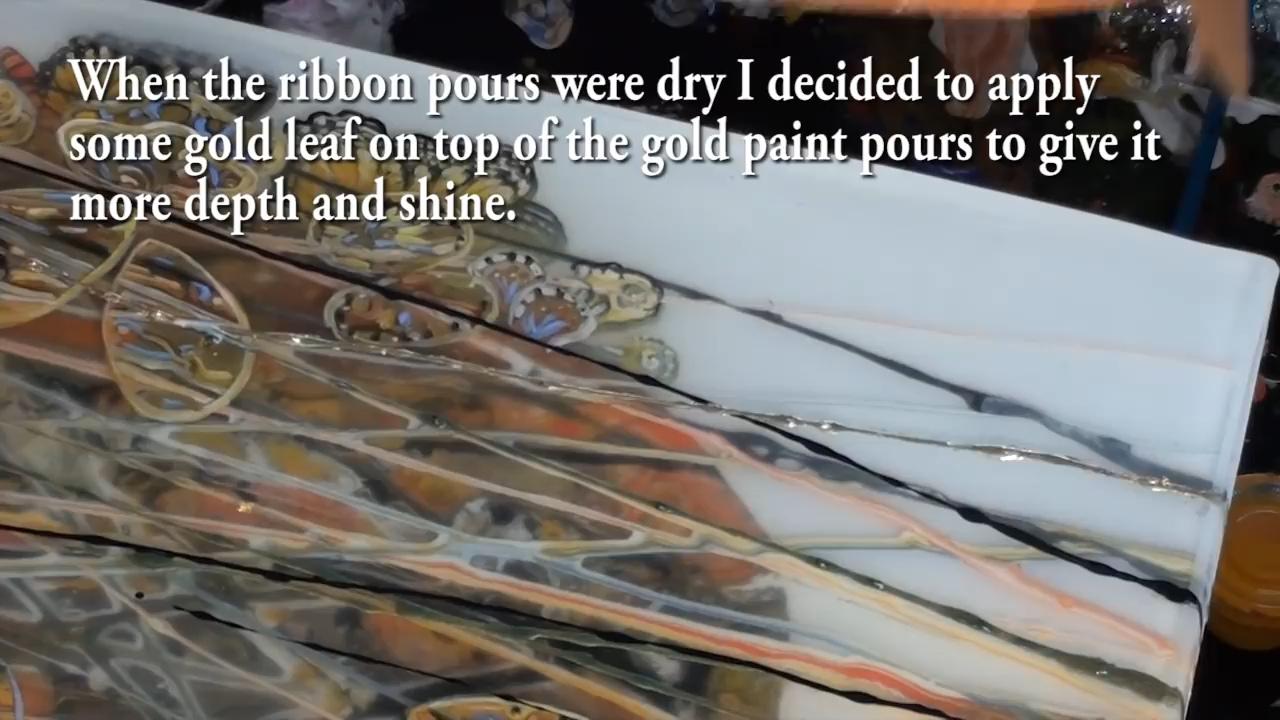 When the ribbon pours were dry I decided to apply
some gold leaf on top of the gold paint pours to give it
more depth and shine.